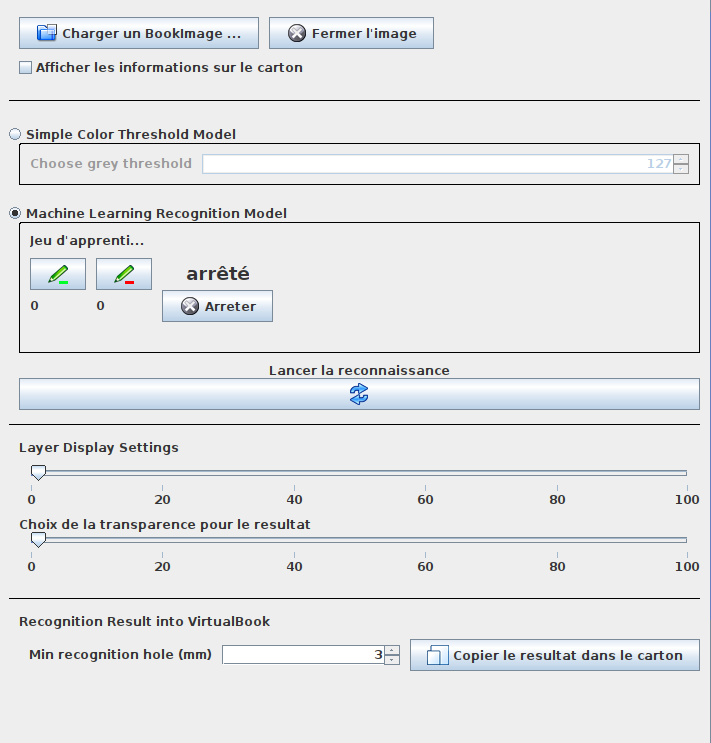 Charger un BookImage ... Fermer l'image
Afficher les informations sur le carton
Simple Color Threshold Model
Choose grey threshold 127
Machine Learning Recognition Model
Jeu d'apprenti...
arrêté
0 0 Arreter
Lancer la reconnaissance
Layer Display Settings
0 20 40 60 80 100
Choix de la transparence pour le resultat
0 20 40 60 80 100
Recognition Result into VirtualBook
Min recognition hole (mm) 3 Copier le resultat dans le carton